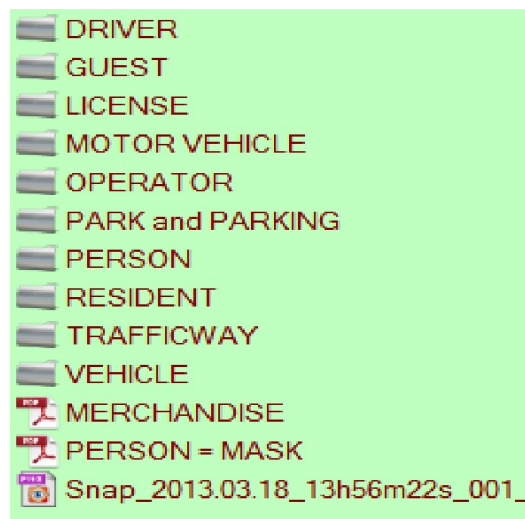 DRIVER
GUEST
LICENSE
MOTOR VEHICLE
OPERATOR
PARK and PARKING
PERSON
RESIDENT
TRAFFICWAY
VEHICLE
MERCHANDISE
PERSON = MASK
Snap_2013.03.18_13h56m22s_001_